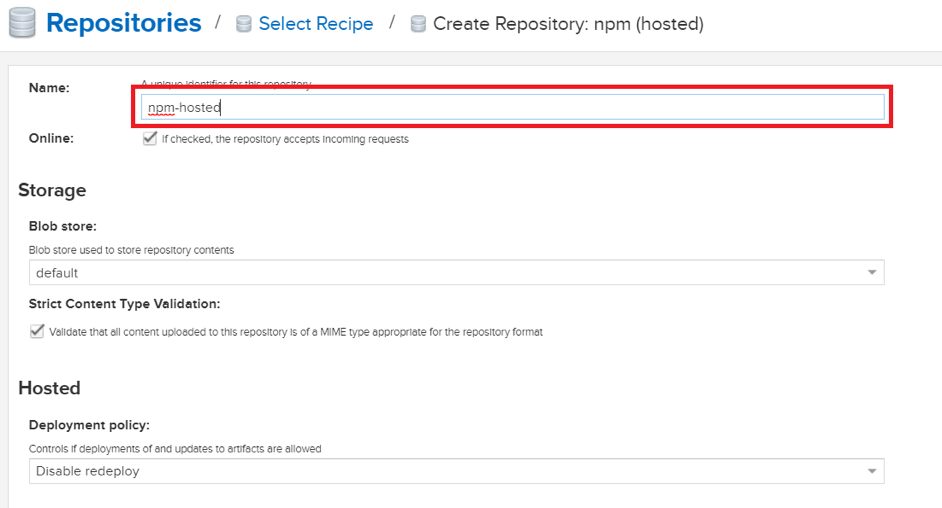 Repositories / Select Recipe / Create Repository: npm (hosted)
Name:
A unique identifier for this repository
npm-hosted
Online:
If checked, the repository accepts incoming requests
Storage
Blob store:
Blob store used to store repository contents
default
Strict Content Type Validation:
Validate that all content uploaded to this repository is of a MIME type appropriate for the repository format
Hosted
Deployment policy:
Controls if deployments of and updates to artifacts are allowed
Disable redeploy